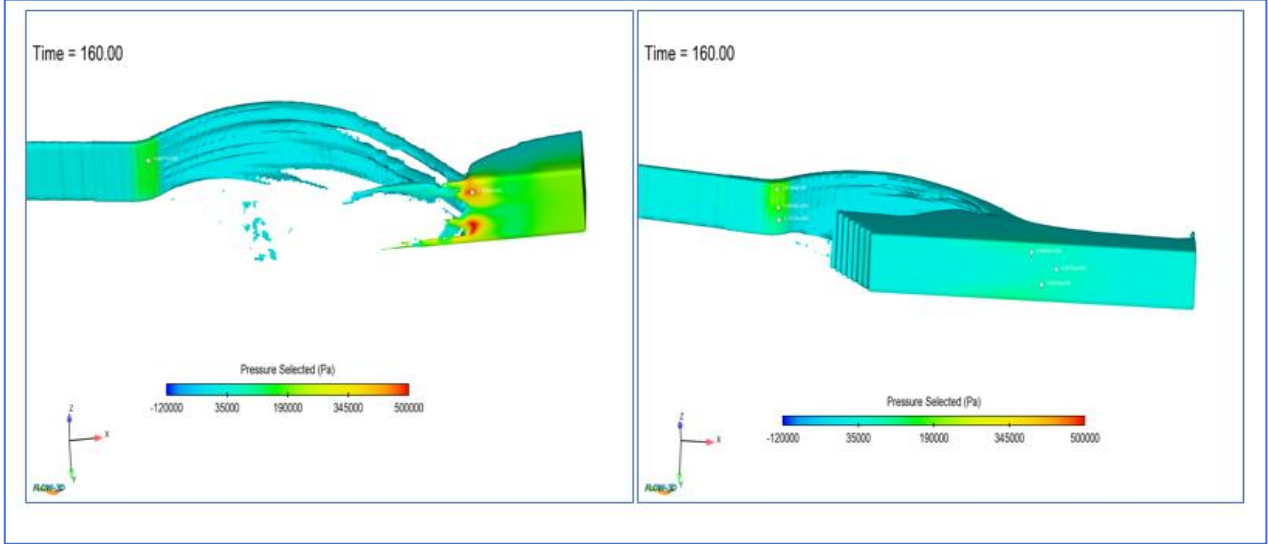 Time = 160.00
Pressure Selected (Pa)
-120000 35000 190000 345000 500000
z
x
Y
FLOW-3D
Time = 160.00
Pressure Selected (Pa)
-120000 35000 190000 345000 500000
z
x
Y
FLOW-3D